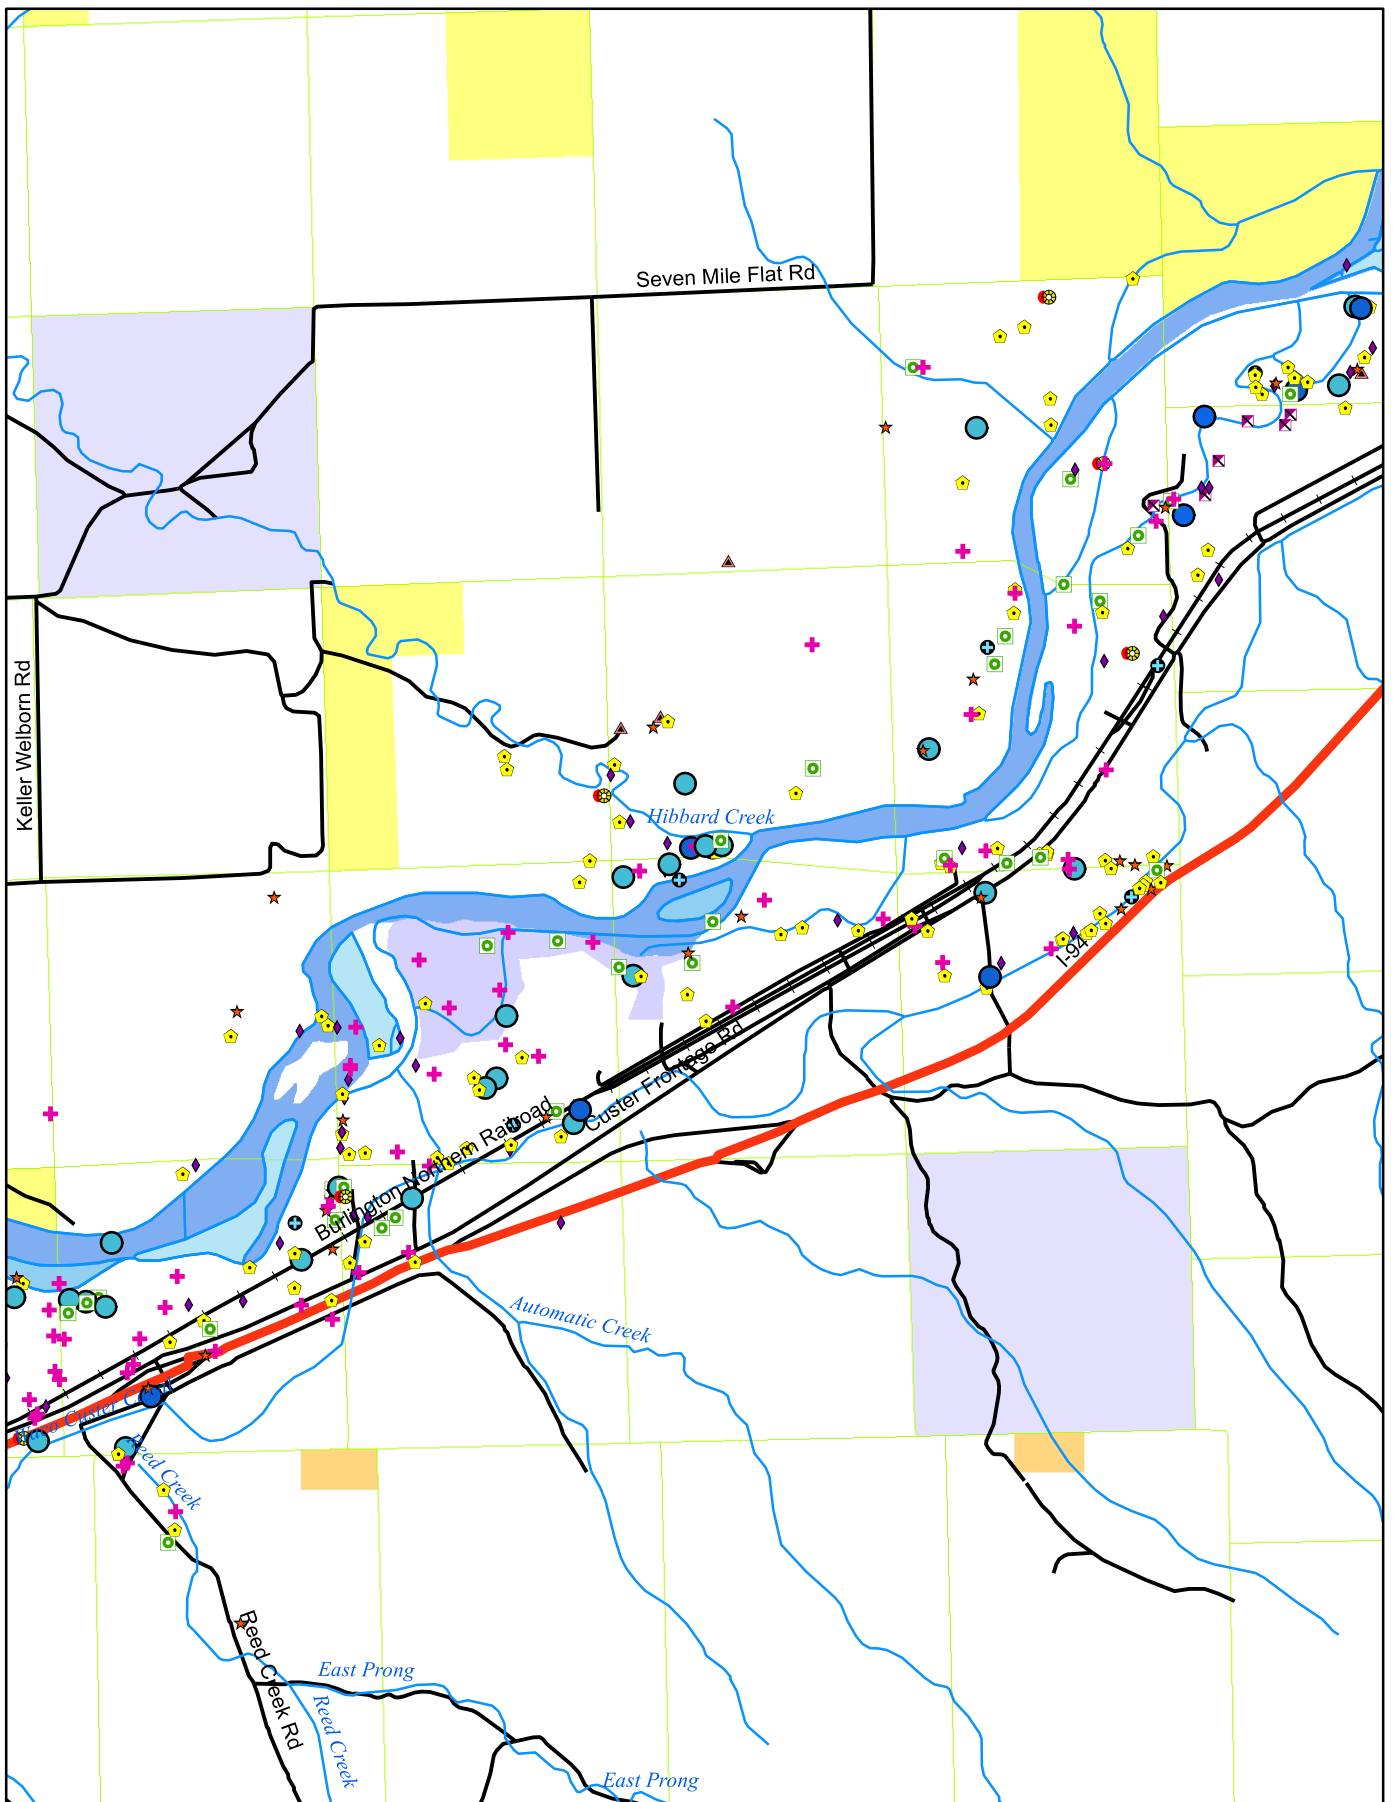 Seven Mile Flat Rd
Keller Welborn Rd
Hibbard Creek
I-94
Custer Frontage Rd
Burlington Northern Railroad
Automatic Creek
Custer
Reed Creek
Reed Creek Rd
East Prong
Reed Creek
East Prong